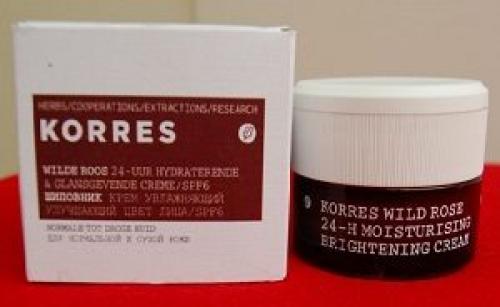 HERBS/COOPERATIONS/EXTRACTIONS/RESEARCH
KORRES
WILDE ROOS 24-UUR HYDRATERENDE
& GLANSGEVENDE CREME/SPF6
ШИПОВНИК КРЕМ УВЛАЖНЯЮЩИЙ
УЛУЧШАЮЩИЙ ЦВЕТ ЛИЦА/SPF6
NORMALE TOT DROGE HUID
ДЛЯ НОРМАЛЬНОЙ И СУХОЙ КОЖИ
KORRES WILD ROSE
24-H MOISTURISING
BRIGHTENING CREAM